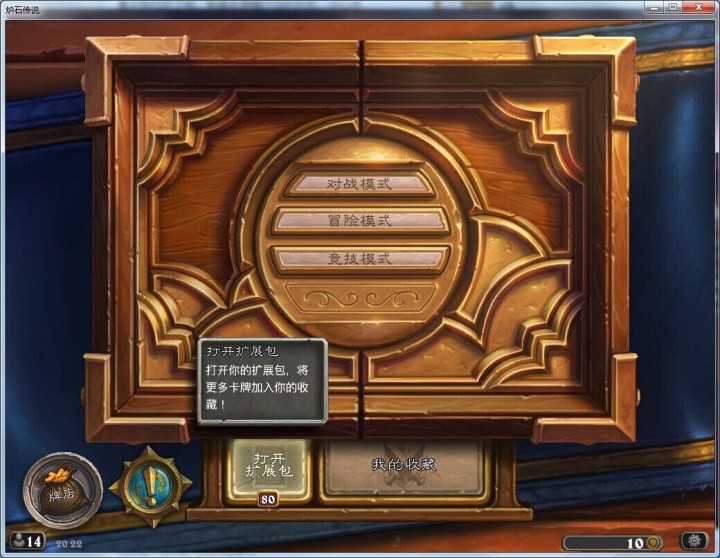 炉石传说
对战模式
冒险模式
竞技模式
打开扩展包
打开你的扩展包，将
更多卡牌加入你的收
藏！
打开
扩展包
80
我的收藏
牌店
14
20:22
10